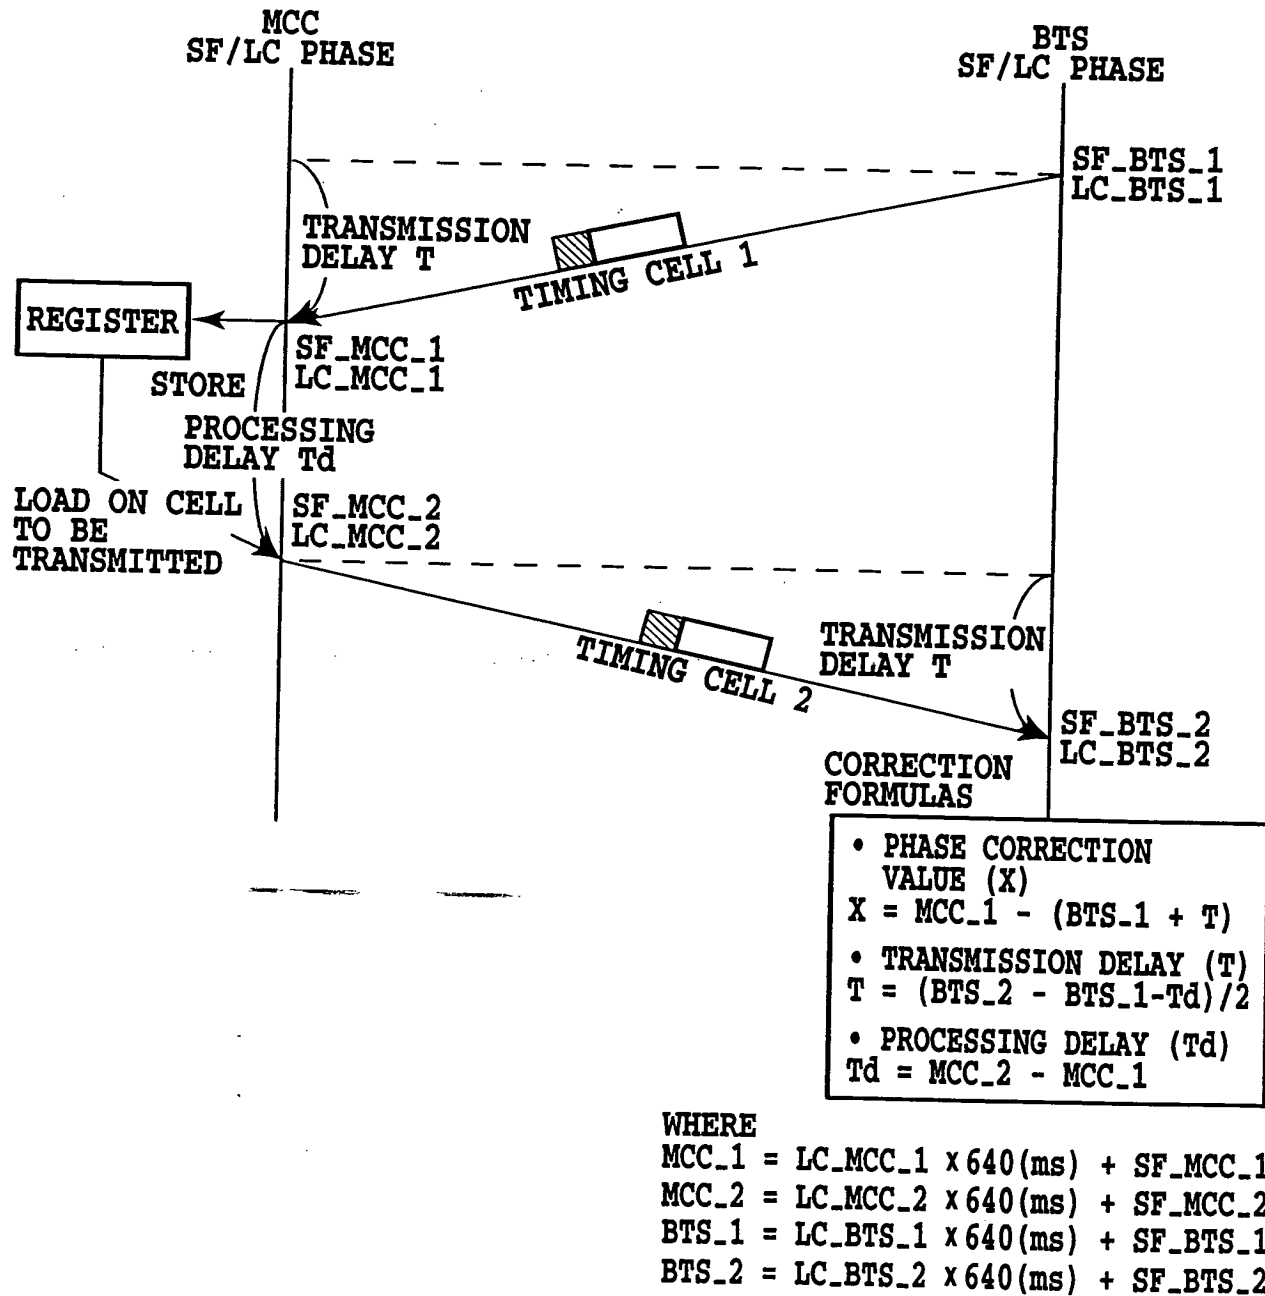 MCC
SF/LC PHASE
BTS
SF/LC PHASE
SF_BTS_1
LC_BTS_1
TRANSMISSION
DELAY T
TIMING CELL 1
REGISTER
SF_MCC_1
LC_MCC_1
STORE
PROCESSING
DELAY Td
LOAD ON CELL
TO BE
TRANSMITTED
SF_MCC_2
LC_MCC_2
TIMING CELL 2
TRANSMISSION
DELAY T
SF_BTS_2
LC_BTS_2
CORRECTION
FORMULAS
• PHASE CORRECTION
VALUE (X)
X = MCC_1 - (BTS_1 + T)
• TRANSMISSION DELAY (T)
T = (BTS_2 - BTS_1-Td)/2
• PROCESSING DELAY (Td)
Td = MCC_2 - MCC_1
WHERE
MCC_1 = LC_MCC_1 x 640(ms) + SF_MCC_1
MCC_2 = LC_MCC_2 x 640(ms) + SF_MCC_2
BTS_1 = LC_BTS_1 x 640(ms) + SF_BTS_1
BTS_2 = LC_BTS_2 x 640(ms) + SF_BTS_2